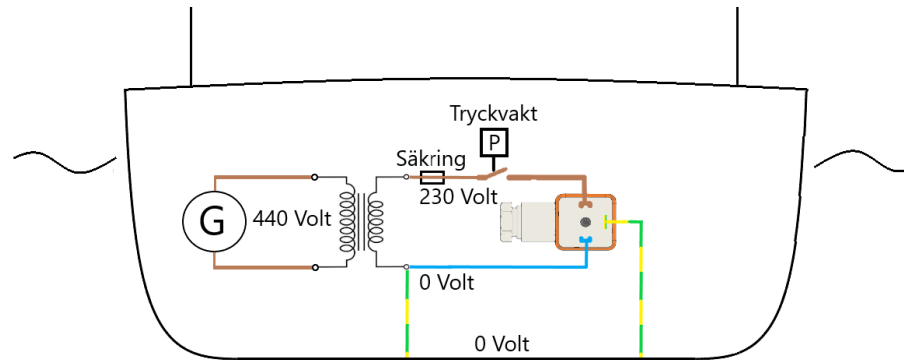 Tryckvakt
P
Säkring
230 Volt
G
440 Volt
0 Volt
0 Volt